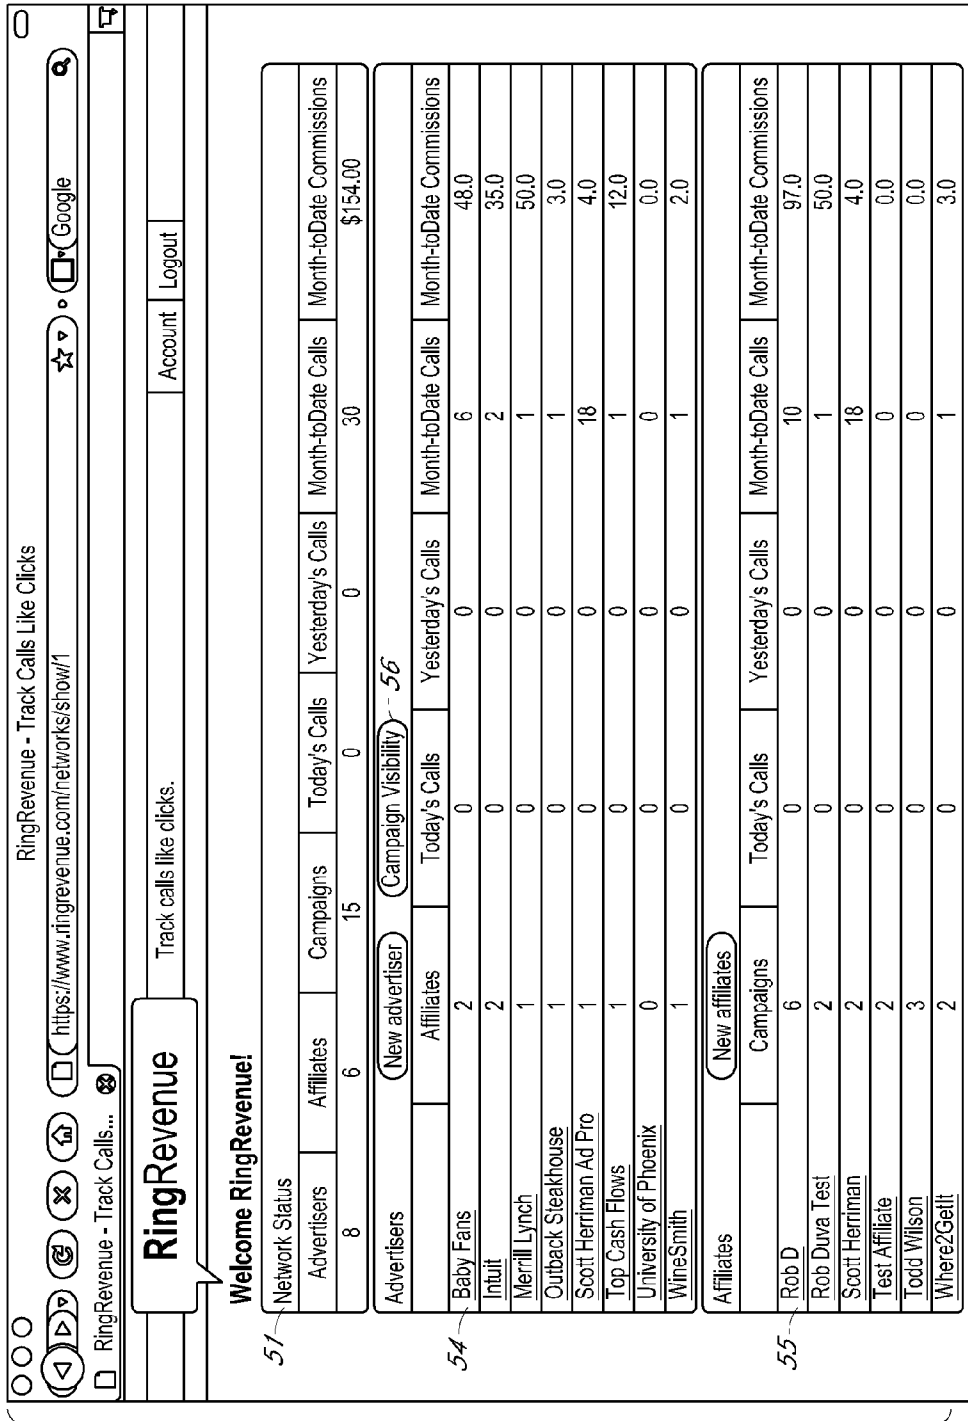 RingRevenue - Track Calls Like Clicks
https://www.ringrevenue.com/networks/show/1
Google
RingRevenue - Track Calls...
RingRevenue
Track calls like clicks.
Account Logout
Welcome RingRevenue!
51
Network Status
Advertisers Affiliates Campaigns Today's Calls Yesterday's Calls Month-toDate Calls Month-toDate Commissions
8 6 15 0 0 30 $154.00
Advertisers New advertiser Campaign Visibility 56
Affiliates Today's Calls Yesterday's Calls Month-toDate Calls Month-toDate Commissions
54 Baby Fans 2 0 0 6 48.0
Intuit 2 0 0 2 35.0
Merrill Lynch 1 0 0 1 50.0
Outback Steakhouse 1 0 0 1 3.0
Scott Herriman Ad Pro 1 0 0 18 4.0
Top Cash Flows 1 0 0 1 12.0
University of Phoenix 0 0 0 0 0.0
WineSmith 1 0 0 1 2.0
Affiliates New affiliates
Campaigns Today's Calls Yesterday's Calls Month-toDate Calls Month-toDate Commissions
55 Rob D 6 0 0 10 97.0
Rob Duva Test 2 0 0 1 50.0
Scott Herriman 2 0 0 18 4.0
Test Affiliate 2 0 0 0 0.0
Todd Wilson 3 0 0 0 0.0
Where2GetIt 2 0 0 1 3.0